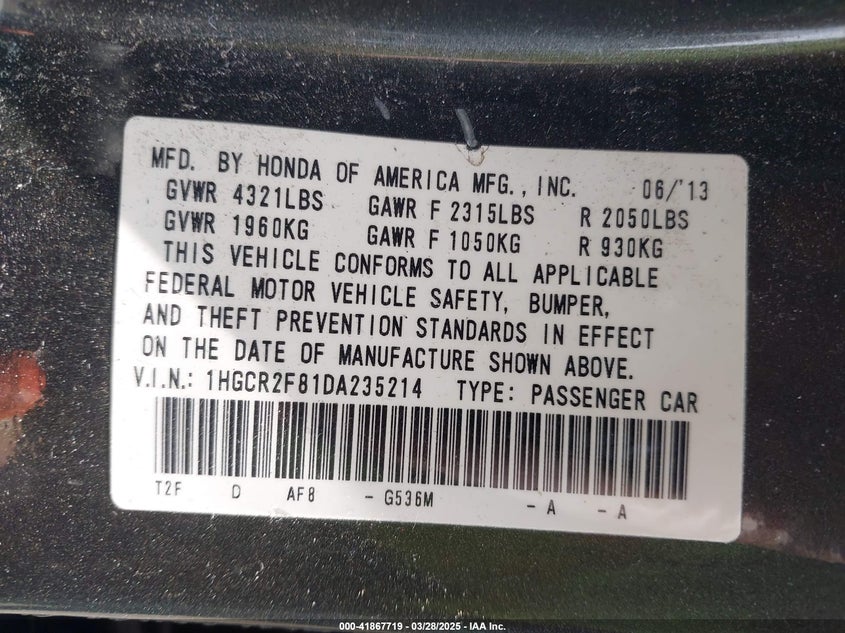 MFD. BY HONDA OF AMERICA MFG., INC. 06/'13
GVWR 4321LBS GAWR F 2315LBS R 2050LBS
GVWR 1960KG GAWR F 1050KG R 930KG
THIS VEHICLE CONFORMS TO ALL APPLICABLE
FEDERAL MOTOR VEHICLE SAFETY, BUMPER,
AND THEFT PREVENTION STANDARDS IN EFFECT
ON THE DATE OF MANUFACTURE SHOWN ABOVE.
V.I.N.: 1HGCR2F81DA235214 TYPE: PASSENGER CAR
T2F D AF8 - G536M - A - A
000-41867719 - 03/28/2025 - IAA Inc.